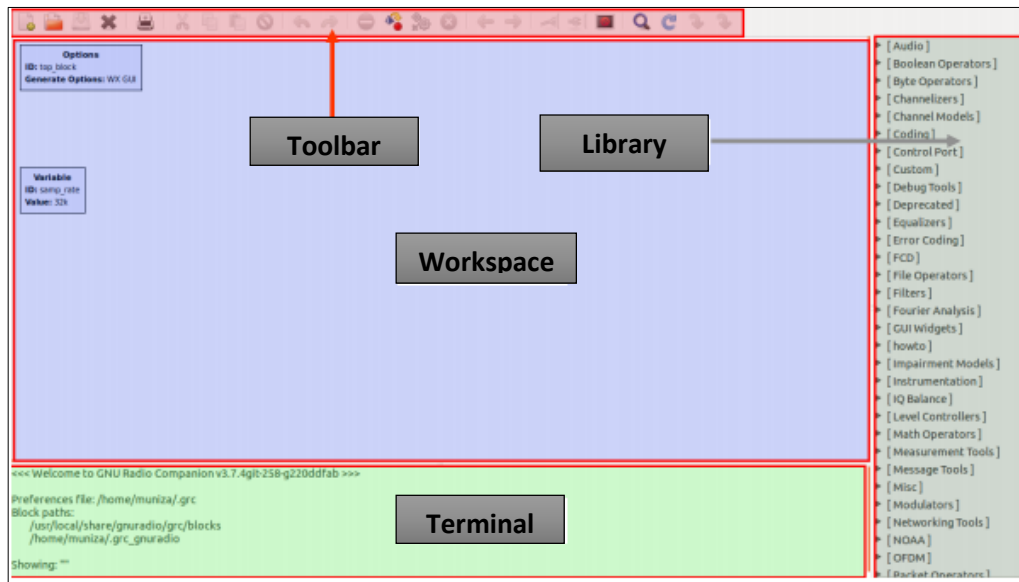 Options
ID: top_block
Generate Options: WX GUI
Toolbar
Library
Variable
ID: samp_rate
Value: 32k
Workspace
<<< Welcome to GNU Radio Companion v3.7.4git-258-g220ddfab >>>
Preferences file: /home/muniza/.grc
Block paths:
/usr/local/share/gnuradio/grc/blocks
/home/muniza/.grc_gnuradio
Showing: ""
Terminal
[ Audio ]
[ Boolean Operators ]
[ Byte Operators ]
[ Channelizers ]
[ Channel Models ]
[ Coding ]
[ Control Port ]
[ Custom ]
[ Debug Tools ]
[ Deprecated ]
[ Equalizers ]
[ Error Coding ]
[ FCD ]
[ File Operators ]
[ Filters ]
[ Fourier Analysis ]
[ GUI Widgets ]
[ howto ]
[ Impairment Models ]
[ Instrumentation ]
[ IQ Balance ]
[ Level Controllers ]
[ Math Operators ]
[ Measurement Tools ]
[ Message Tools ]
[ Misc ]
[ Modulators ]
[ Networking Tools ]
[ NOAA ]
[ OFDM ]
[ Packet Operators ]